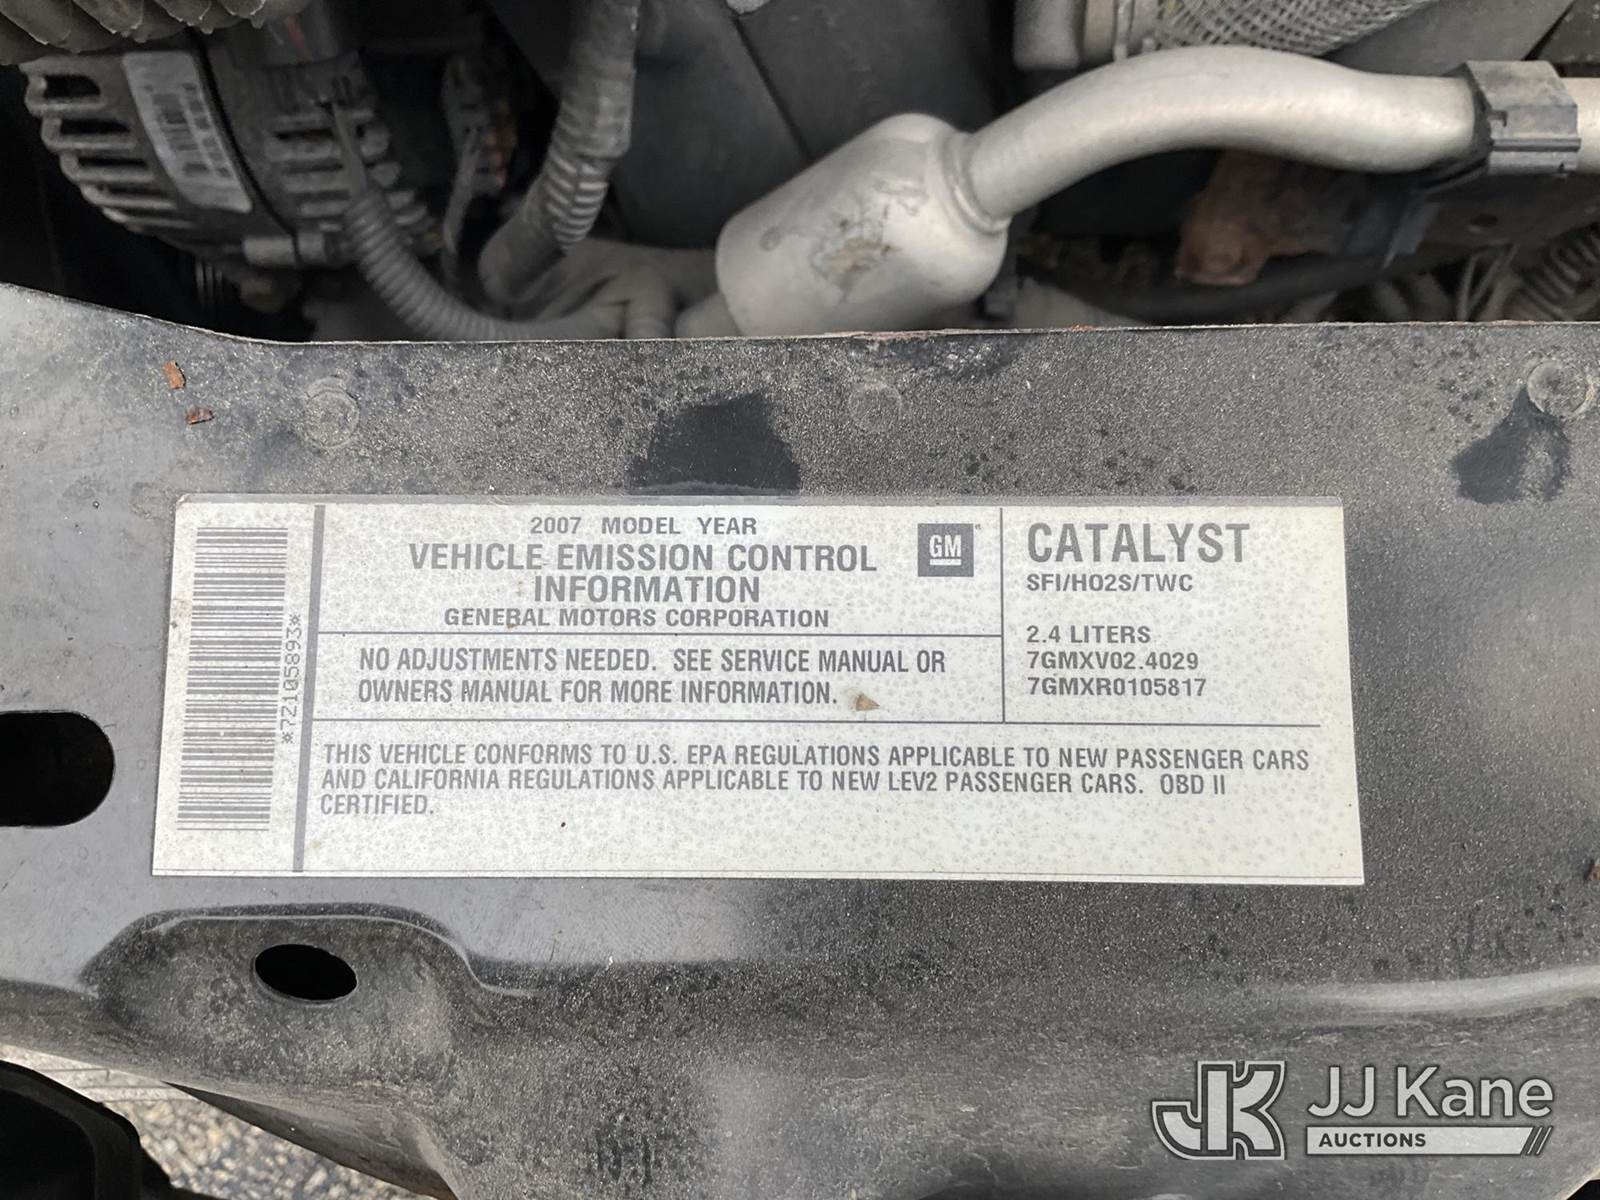 2007 MODEL YEAR
VEHICLE EMISSION CONTROL
INFORMATION
GENERAL MOTORS CORPORATION
GM
NO ADJUSTMENTS NEEDED. SEE SERVICE MANUAL OR
OWNERS MANUAL FOR MORE INFORMATION.
CATALYST
SFI/HO2S/TWC
2.4 LITERS
7GMXV02.4029
7GMXR0105817
THIS VEHICLE CONFORMS TO U.S. EPA REGULATIONS APPLICABLE TO NEW PASSENGER CARS
AND CALIFORNIA REGULATIONS APPLICABLE TO NEW LEV2 PASSENGER CARS. OBD II
CERTIFIED.
*7Z105893*
JK JJ Kane
AUCTIONS